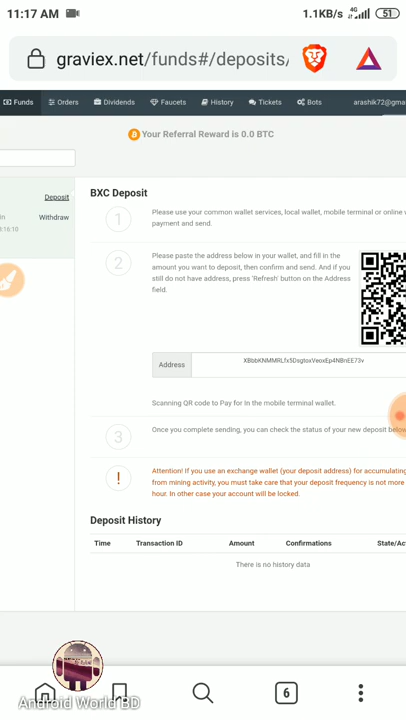 11:17 AM 1.1KB/s 4G 51
graviex.net/funds#/deposits/
Funds Orders Dividends Faucets History Tickets Bots arashik72@gma
Your Referral Reward is 0.0 BTC
Deposit
BXC Deposit
1 Please use your common wallet services, local wallet, mobile terminal or online
payment and send.
in Withdraw
:16:10
2 Please paste the address below in your wallet, and fill in the
amount you want to deposit, then confirm and send. And if you
still do not have address, press 'Refresh' button on the Address
field.
Address XBbbKNMMRLfx5DsgtoxVeoxEp4NBnEE73v
Scanning QR code to Pay for In the mobile terminal wallet.
3 Once you complete sending, you can check the status of your new deposit below
! Attention! If you use an exchange wallet (your deposit address) for accumulating
from mining activity, you must take care that your deposit frequency is not more
hour. In other case your account will be locked.
Deposit History
Time Transaction ID Amount Confirmations State/Ac
There is no history data
6
Android World BD